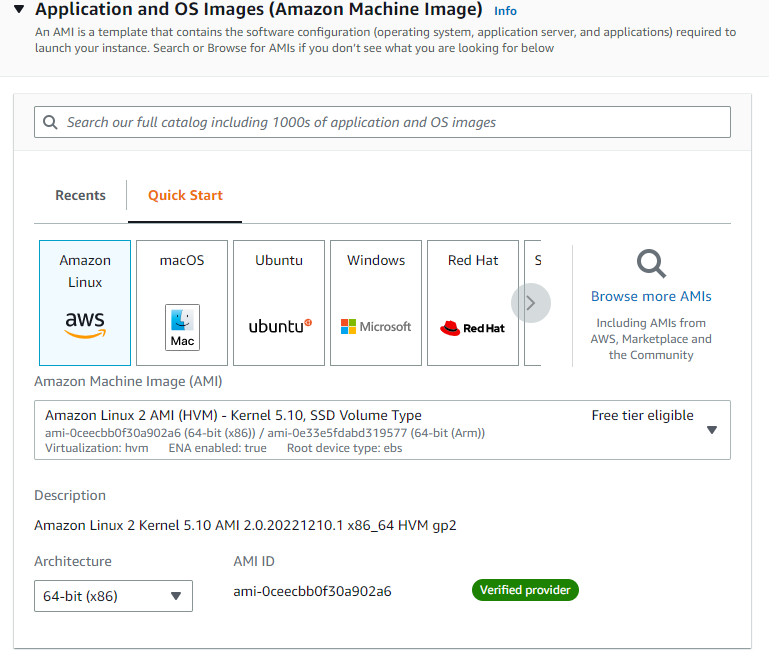 Application and OS Images (Amazon Machine Image) Info
An AMI is a template that contains the software configuration (operating system, application server, and applications) required to
launch your instance. Search or Browse for AMIs if you don't see what you are looking for below
Search our full catalog including 1000s of application and OS images
Recents
Quick Start
Amazon
Linux
aws
macOS
Mac
Ubuntu
ubuntu
Windows
Microsoft
Red Hat
Red Hat
S
Browse more AMIs
Including AMIs from
AWS, Marketplace and
the Community
Amazon Machine Image (AMI)
Amazon Linux 2 AMI (HVM) - Kernel 5.10, SSD Volume Type
Free tier eligible
ami-0ceecbb0f30a902a6 (64-bit (x86)) / ami-0e33e5fdabd319577 (64-bit (Arm))
Virtualization: hvm ENA enabled: true Root device type: ebs
Description
Amazon Linux 2 Kernel 5.10 AMI 2.0.20221210.1 x86_64 HVM gp2
Architecture
AMI ID
64-bit (x86)
ami-0ceecbb0f30a902a6
Verified provider